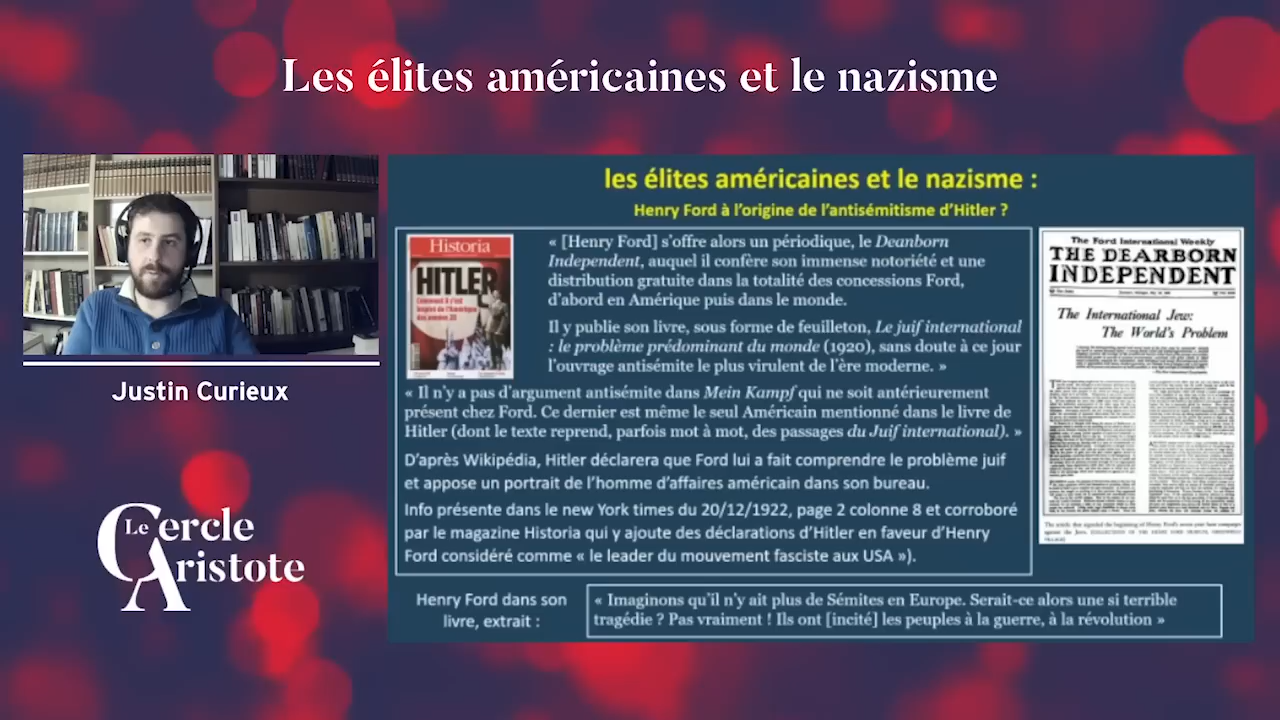 Les élites américaines et le nazisme
Justin Curieux
Le Cercle
Aristote
les élites américaines et le nazisme :
Henry Ford à l'origine de l'antisémitisme d'Hitler ?
Historia
HITLER
Comment il s'est
inspiré de l'Amérique
des années 20
« [Henry Ford] s'offre alors un périodique, le Deanborn
Independent, auquel il confère son immense notoriété et une
distribution gratuite dans la totalité des concessions Ford,
d'abord en Amérique puis dans le monde.
Il y publie son livre, sous forme de feuilleton, Le juif international
: le problème prédominant du monde (1920), sans doute à ce jour
l'ouvrage antisémite le plus virulent de l'ère moderne. »
« Il n'y a pas d'argument antisémite dans Mein Kampf qui ne soit antérieurement
présent chez Ford. Ce dernier est même le seul Américain mentionné dans le livre de
Hitler (dont le texte reprend, parfois mot à mot, des passages du Juif international). »
D'après Wikipédia, Hitler déclarera que Ford lui a fait comprendre le problème juif
et appose un portrait de l'homme d'affaires américain dans son bureau.
Info présente dans le new York times du 20/12/1922, page 2 colonne 8 et corroboré
par le magazine Historia qui y ajoute des déclarations d'Hitler en faveur d'Henry
Ford considéré comme « le leader du mouvement fasciste aux USA »).
The Ford International Weekly
THE DEARBORN
INDEPENDENT
The International Jew:
The World's Problem
Henry Ford dans son
livre, extrait :
« Imaginons qu'il n'y ait plus de Sémites en Europe. Serait-ce alors une si terrible
tragédie ? Pas vraiment ! Ils ont [incité] les peuples à la guerre, à la révolution »